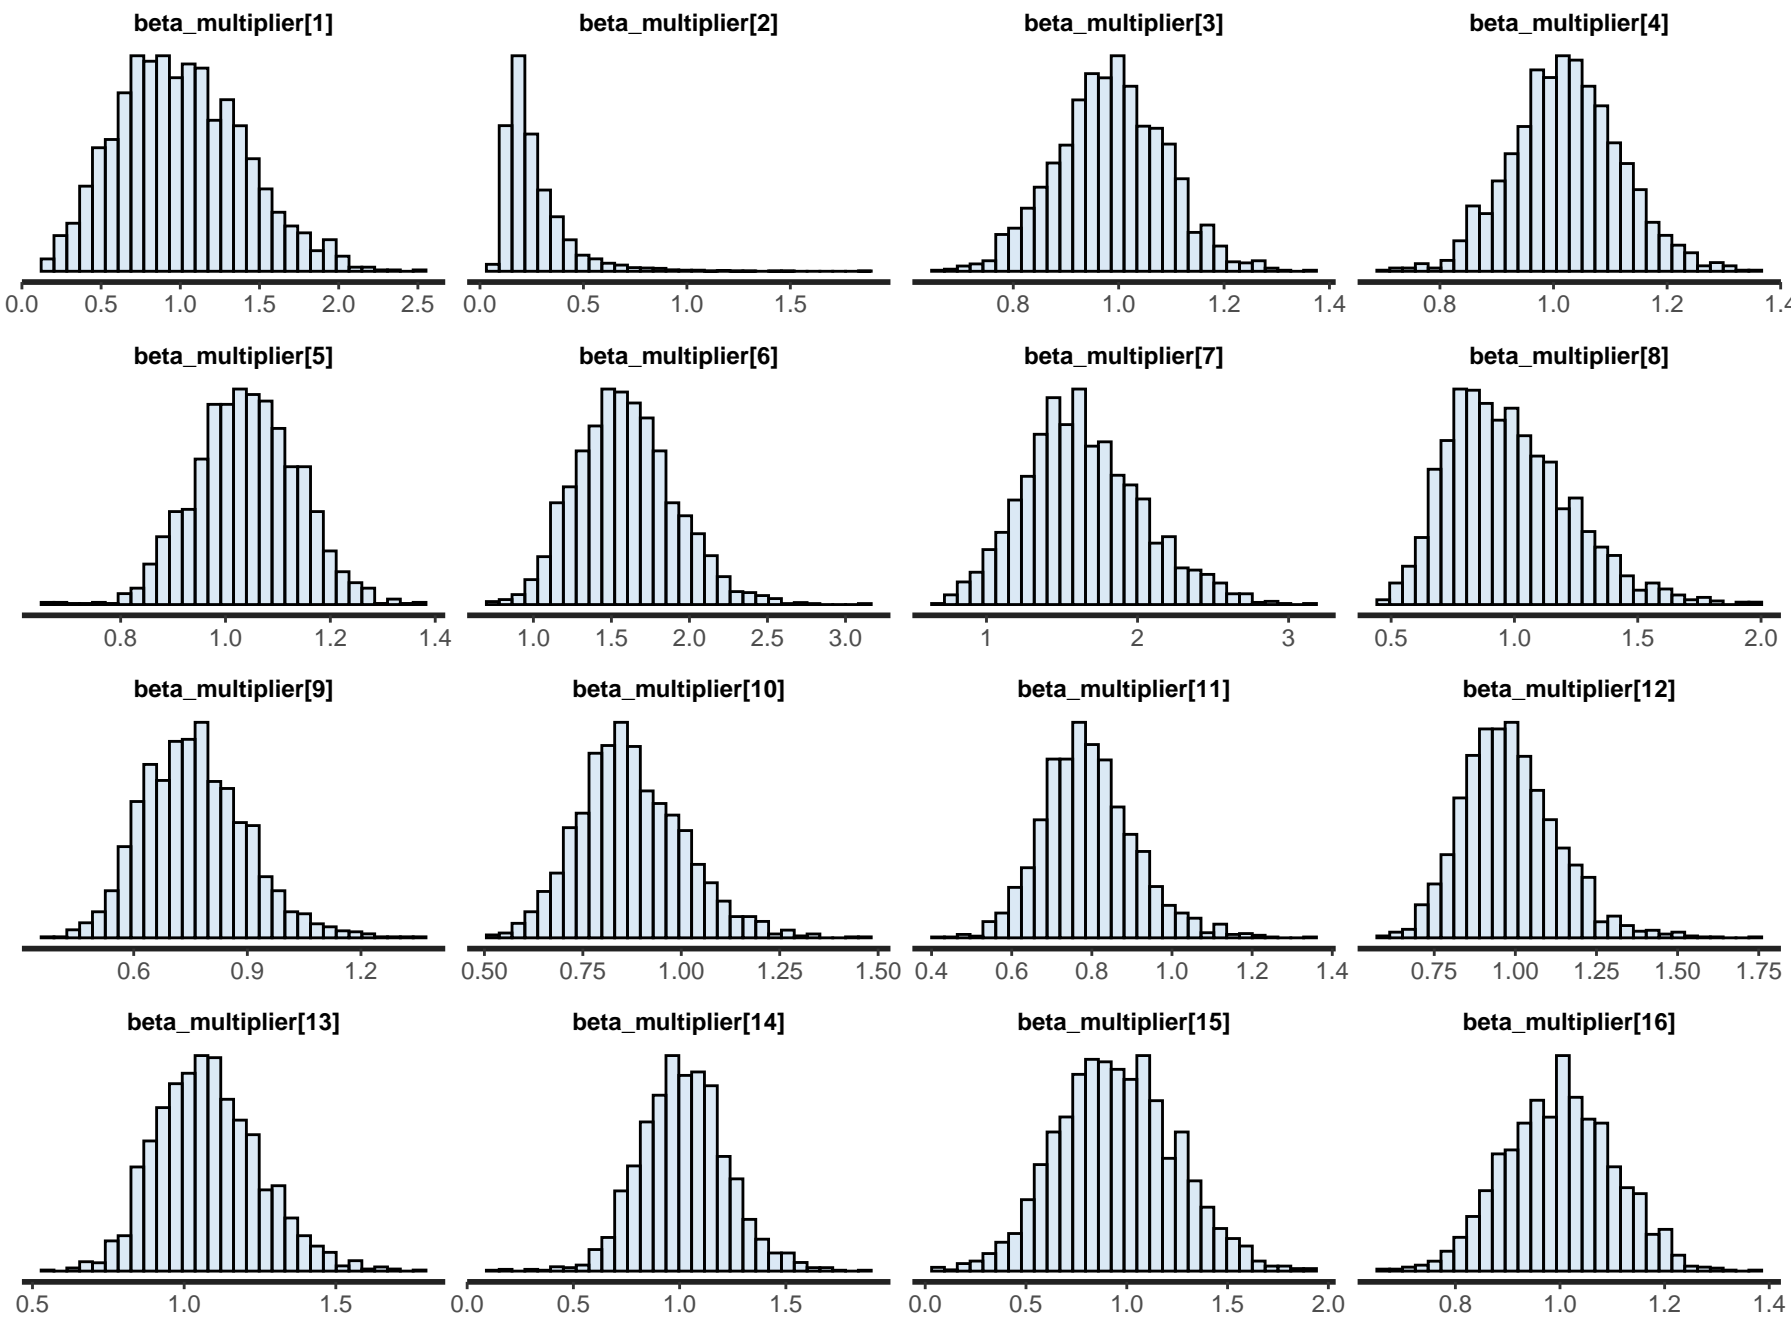 beta_multiplier[1] beta_multiplier[2] beta_multiplier[3] beta_multiplier[4]
0.0 0.5 1.0 1.5 2.0 2.5 0.0 0.5 1.0 1.5 0.8 1.0 1.2 1.4 0.8 1.0 1.2 1.4
beta_multiplier[5] beta_multiplier[6] beta_multiplier[7] beta_multiplier[8]
0.8 1.0 1.2 1.4 1.0 1.5 2.0 2.5 3.0 1 2 3 0.5 1.0 1.5 2.0
beta_multiplier[9] beta_multiplier[10] beta_multiplier[11] beta_multiplier[12]
0.6 0.9 1.2 0.50 0.75 1.00 1.25 1.50 0.4 0.6 0.8 1.0 1.2 1.4 0.75 1.00 1.25 1.50 1.75
beta_multiplier[13] beta_multiplier[14] beta_multiplier[15] beta_multiplier[16]
0.5 1.0 1.5 0.0 0.5 1.0 1.5 0.0 0.5 1.0 1.5 2.0 0.8 1.0 1.2 1.4